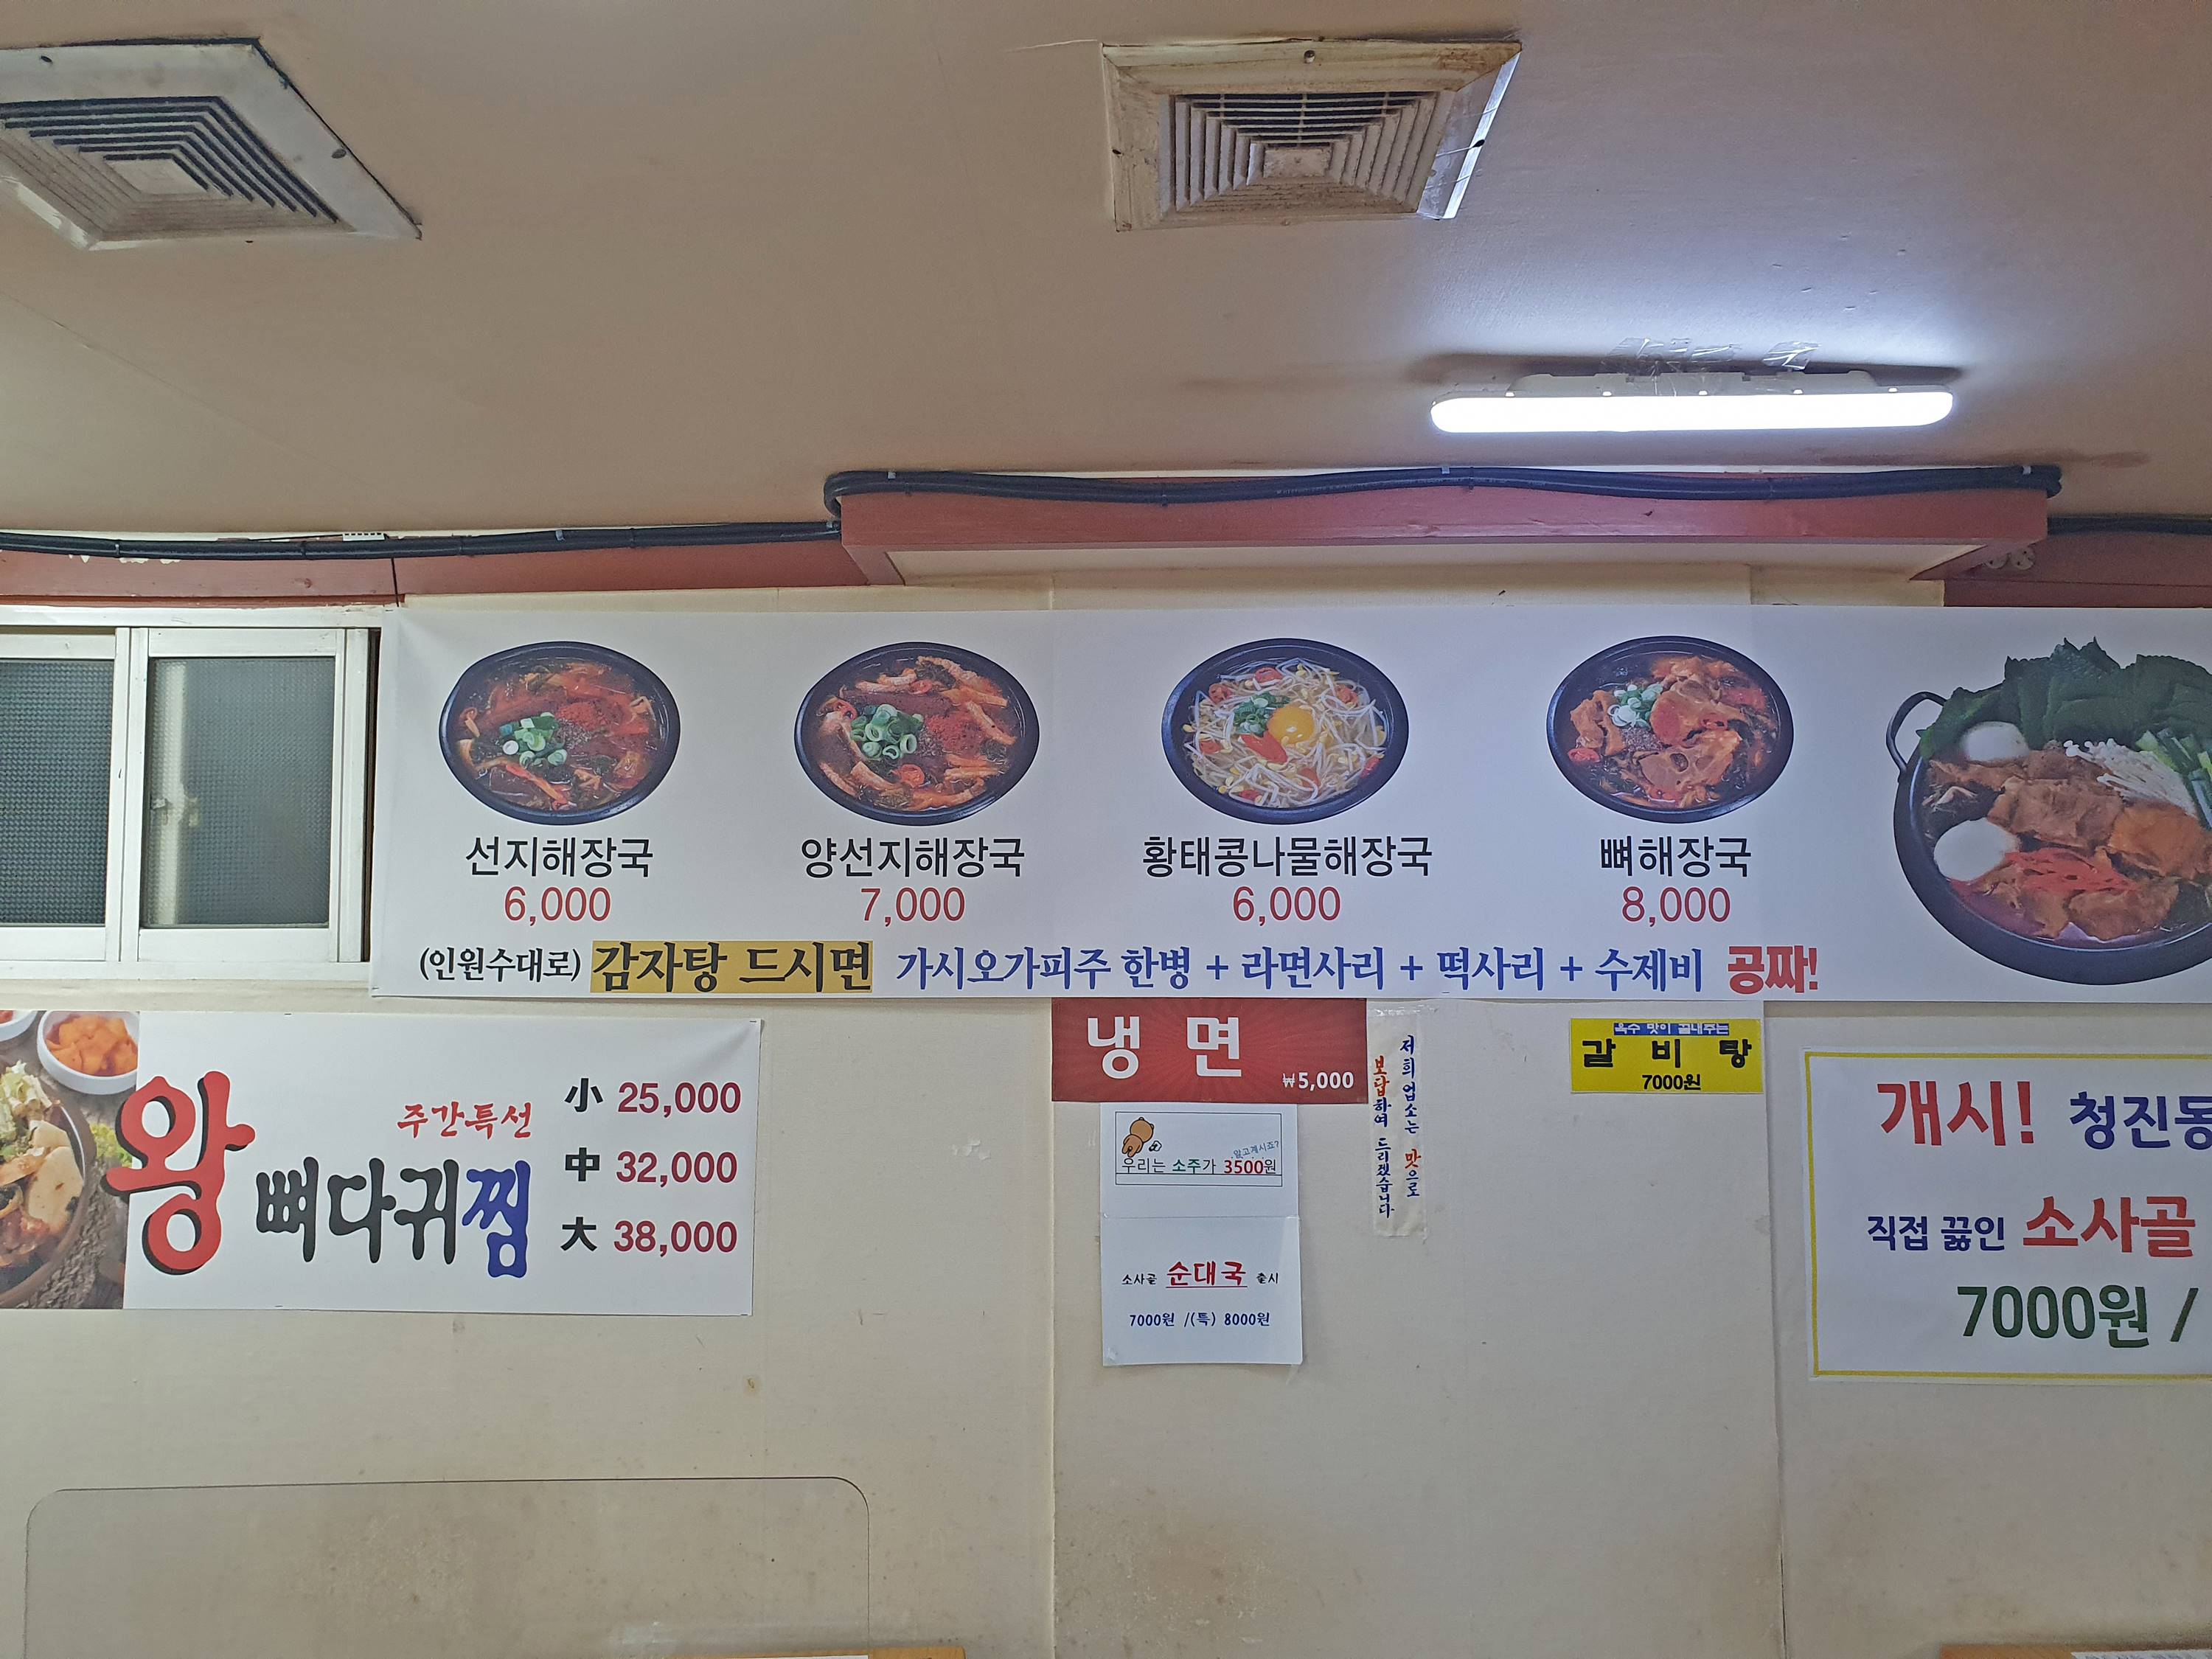 선지해장국
6,000
양선지해장국
7,000
황태콩나물해장국
6,000
뼈해장국
8,000
(인원수대로) 감자탕 드시면 가시오가피주 한병 + 라면사리 + 떡사리 + 수제비 공짜!
왕
주간특선
뼈다귀찜
小 25,000
中 32,000
大 38,000
냉면
₩5,000
알고계시죠?
우리는 소주가 3500원
소사골 순대국 출시
7000원 /(특) 8000원
저희 업소는 맛으로
보답하여 드리겠습니다
육수 맛이 끝내주는
갈비탕
7000원
개시! 청진동
직접 끓인 소사골
7000원 /